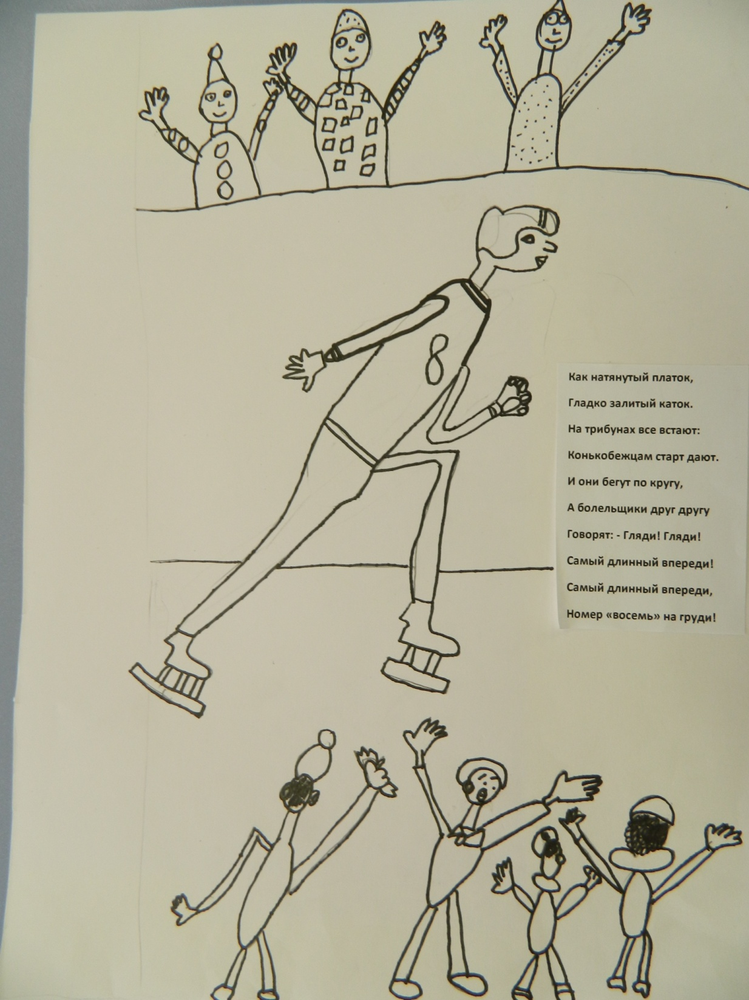 8
Как натянутый платок,
Гладко залитый каток.
На трибунах все встают:
Конькобежцам старт дают.
И они бегут по кругу,
А болельщики друг другу
Говорят: - Гляди! Гляди!
Самый длинный впереди!
Самый длинный впереди,
Номер «восемь» на груди!